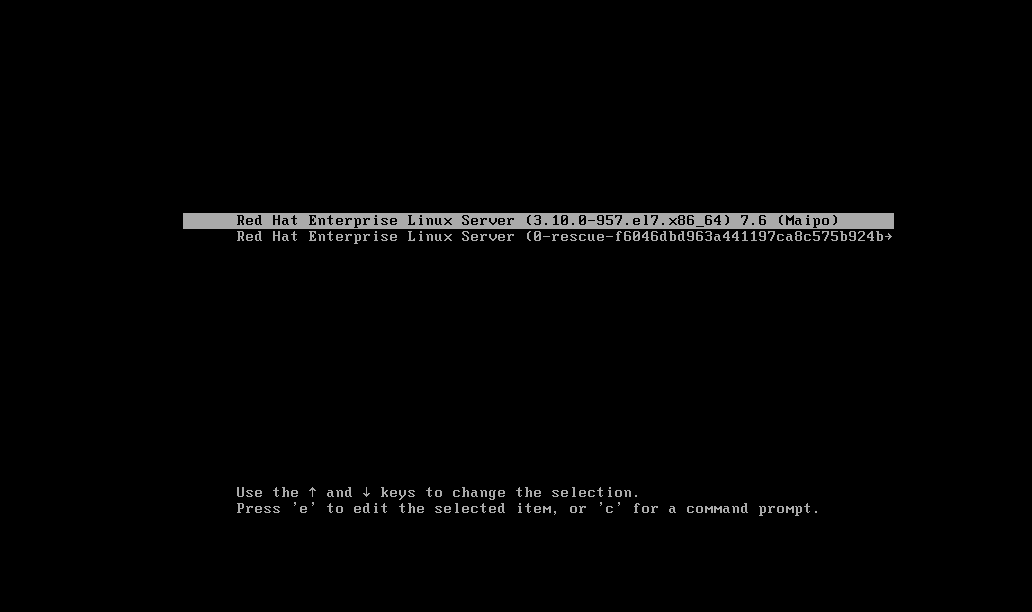 Red Hat Enterprise Linux Server (3.10.0-957.el7.x86_64) 7.6 (Maipo)
Red Hat Enterprise Linux Server (0-rescue-f6046dbd963a441197ca8c575b924b→
Use the ↑ and ↓ keys to change the selection.
Press 'e' to edit the selected item, or 'c' for a command prompt.